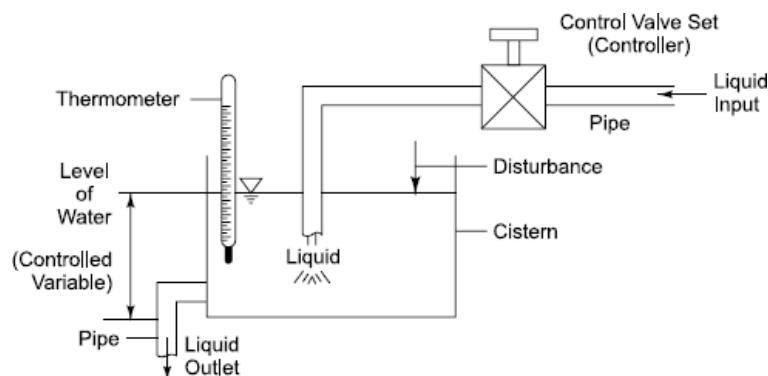 Control Valve Set
(Controller)
Thermometer
Liquid
Input
Pipe
Level
of
Water
Disturbance
(Controlled
Variable)
Liquid
Cistern
Pipe
Liquid
Outlet